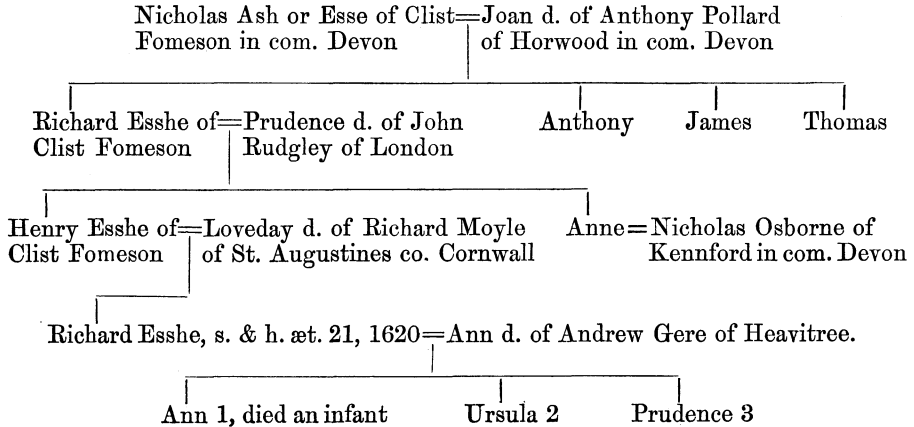 Nicholas Ash or Esse of Clist=Joan d. of Anthony Pollard
Fomeson in com. Devon of Horwood in com. Devon
Richard Esshe of=Prudence d. of John Anthony James Thomas
Clist Fomeson Rudgley of London
Henry Esshe of=Loveday d. of Richard Moyle Anne=Nicholas Osborne of
Clist Fomeson of St. Augustines co. Cornwall Kennford in com. Devon
Richard Esshe, s. & h. æt. 21, 1620=Ann d. of Andrew Gere of Heavitree.
Ann 1, died an infant Ursula 2 Prudence 3